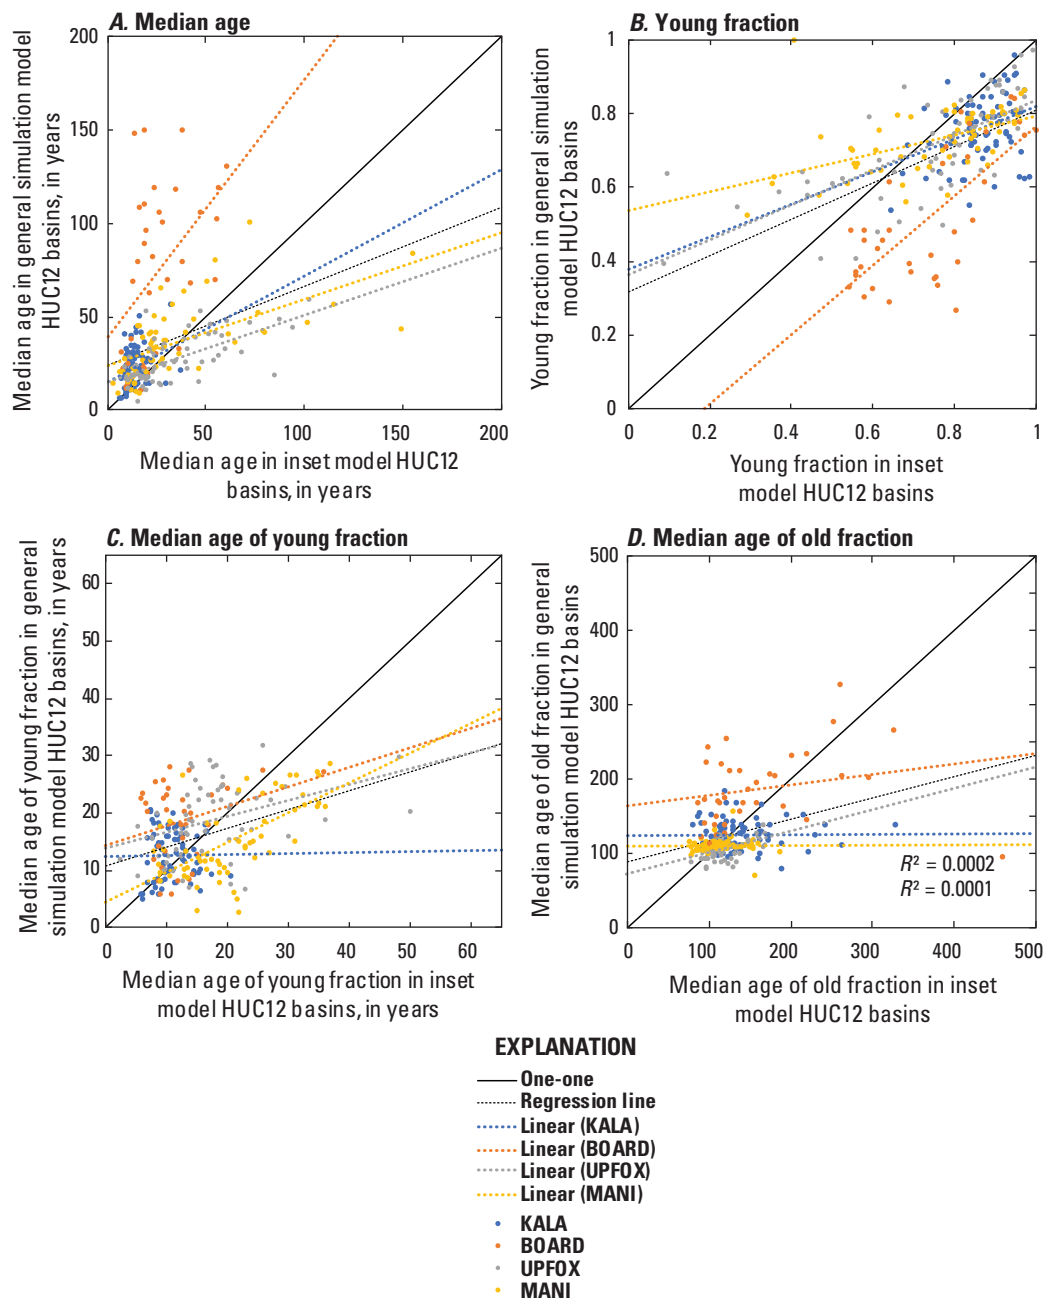 A. Median age
Median age in general simulation model
HUC12 basins, in years
200
150
100
50
0
0
50
100
150
200
Median age in inset model HUC12
basins, in years
B. Young fraction
Young fraction in general simulation
model HUC12 basins
1
0.8
0.6
0.4
0.2
0
0
0.2
0.4
0.6
0.8
1
Young fraction in inset
model HUC12 basins
C. Median age of young fraction
Median age of young fraction in general
simulation model HUC12 basins, in years
60
50
40
30
20
10
0
0
10
20
30
40
50
60
Median age of young fraction in inset
model HUC12 basins, in years
D. Median age of old fraction
Median age of old fraction in general
simulation model HUC12 basins
500
400
300
200
100
0
R² = 0.0002
R² = 0.0001
0
100
200
300
400
500
Median age of old fraction in inset
model HUC12 basins
EXPLANATION
One-one
Regression line
Linear (KALA)
Linear (BOARD)
Linear (UPFOX)
Linear (MANI)
KALA
BOARD
UPFOX
MANI